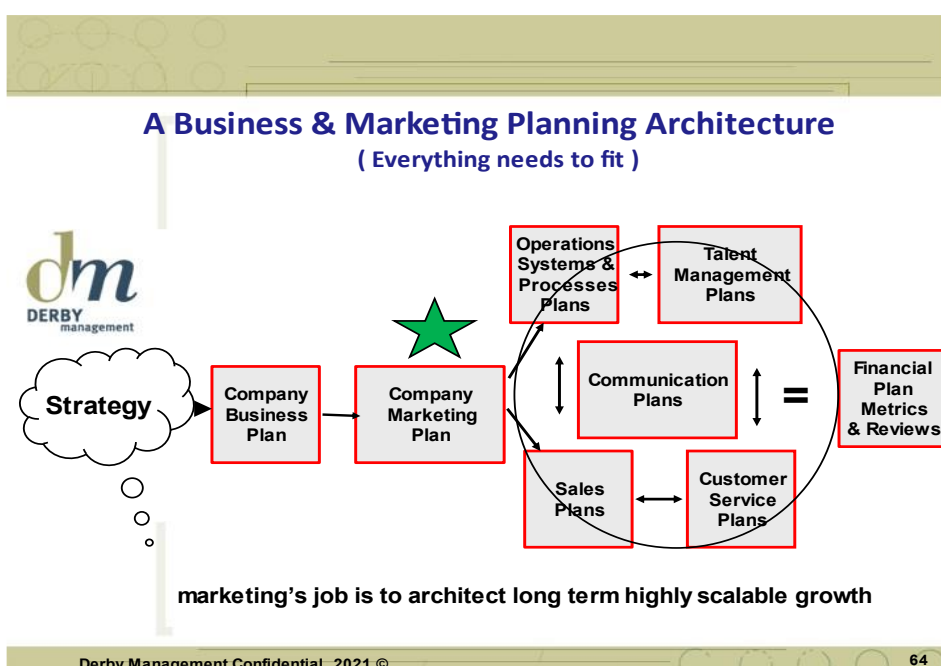 A Business & Marketing Planning Architecture
( Everything needs to fit )
dm
DERBY
management
Strategy
Company
Business
Plan
Company
Marketing
Plan
Operations
Systems &
Processes
Plans
Talent
Management
Plans
Communication
Plans
Sales
Plans
Customer
Service
Plans
=
Financial
Plan
Metrics
& Reviews
marketing's job is to architect long term highly scalable growth
Derby Management Confidential 2021 ©
64